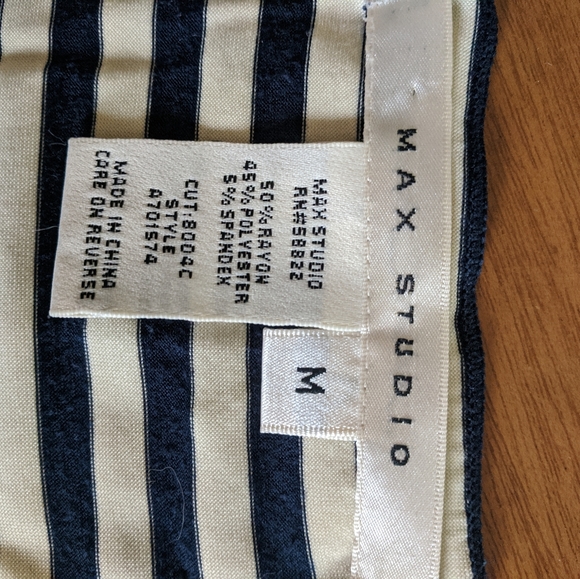 MAX STUDIO
MAX STUDIO
RN#58822
50% RAYON
45% POLYESTER
5% SPANDEX
CUT:8004C
STYLE
A701S74
MADE IN CHINA
CARE ON REVERSE
M